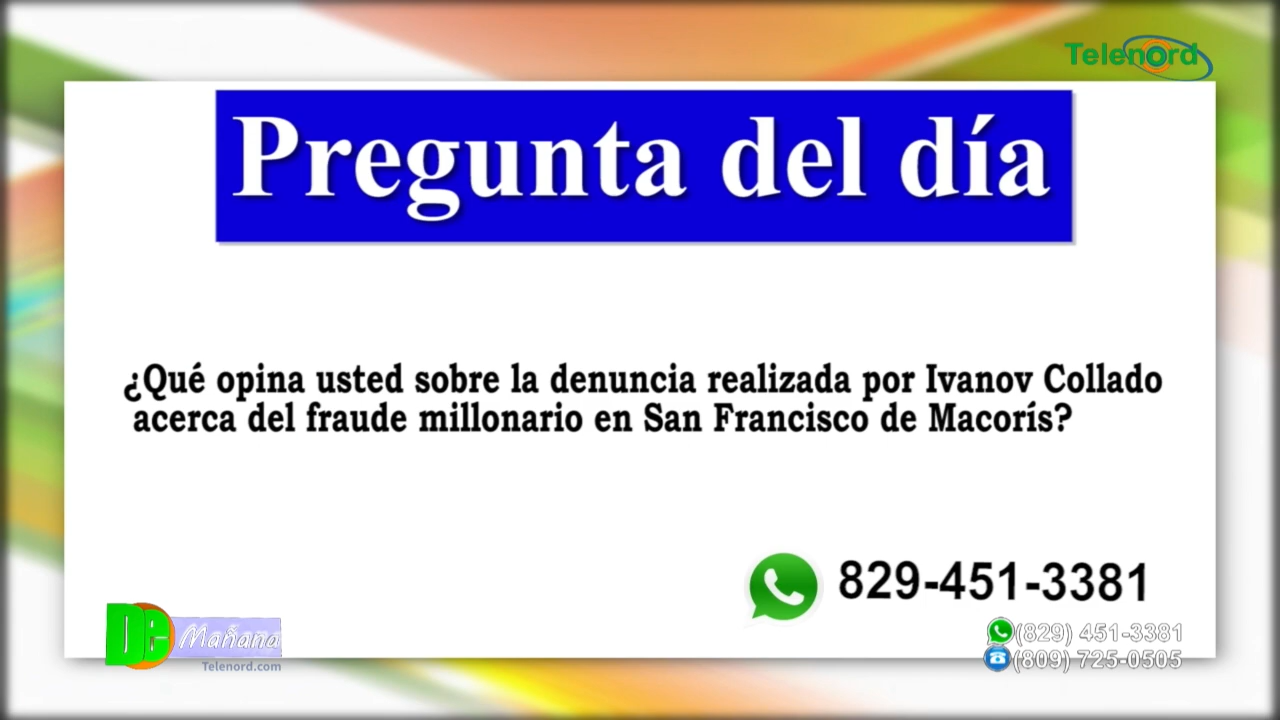 Telenord
Pregunta del día
¿Qué opina usted sobre la denuncia realizada por Ivanov Collado
acerca del fraude millonario en San Francisco de Macorís?
829-451-3381
De
Mañana
Telenord.com
(829) 451-3381
(809) 725-0505